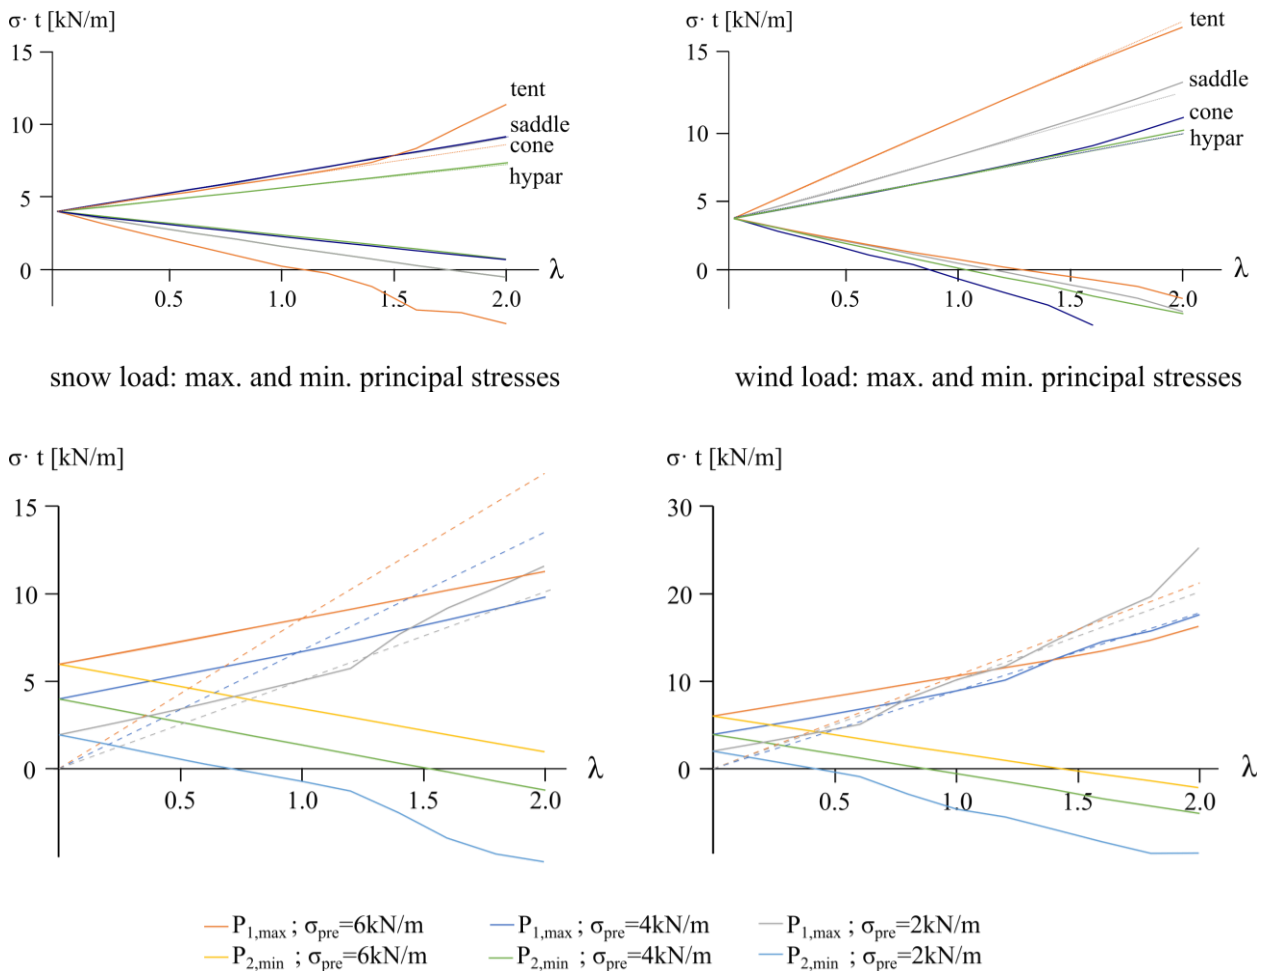 σ· t [kN/m]
15
10
5
0
0.5
1.0
1.5
2.0
λ
tent
saddle
cone
hypar
snow load: max. and min. principal stresses
σ· t [kN/m]
15
10
5
0
0.5
1.0
1.5
2.0
λ
tent
saddle
cone
hypar
wind load: max. and min. principal stresses
σ· t [kN/m]
15
10
5
0
0.5
1.0
1.5
2.0
λ
σ· t [kN/m]
30
20
10
0
0.5
1.0
1.5
2.0
λ
P1,max ; σpre=6kN/m
P1,max ; σpre=4kN/m
P1,max ; σpre=2kN/m
P2,min ; σpre=6kN/m
P2,min ; σpre=4kN/m
P2,min ; σpre=2kN/m